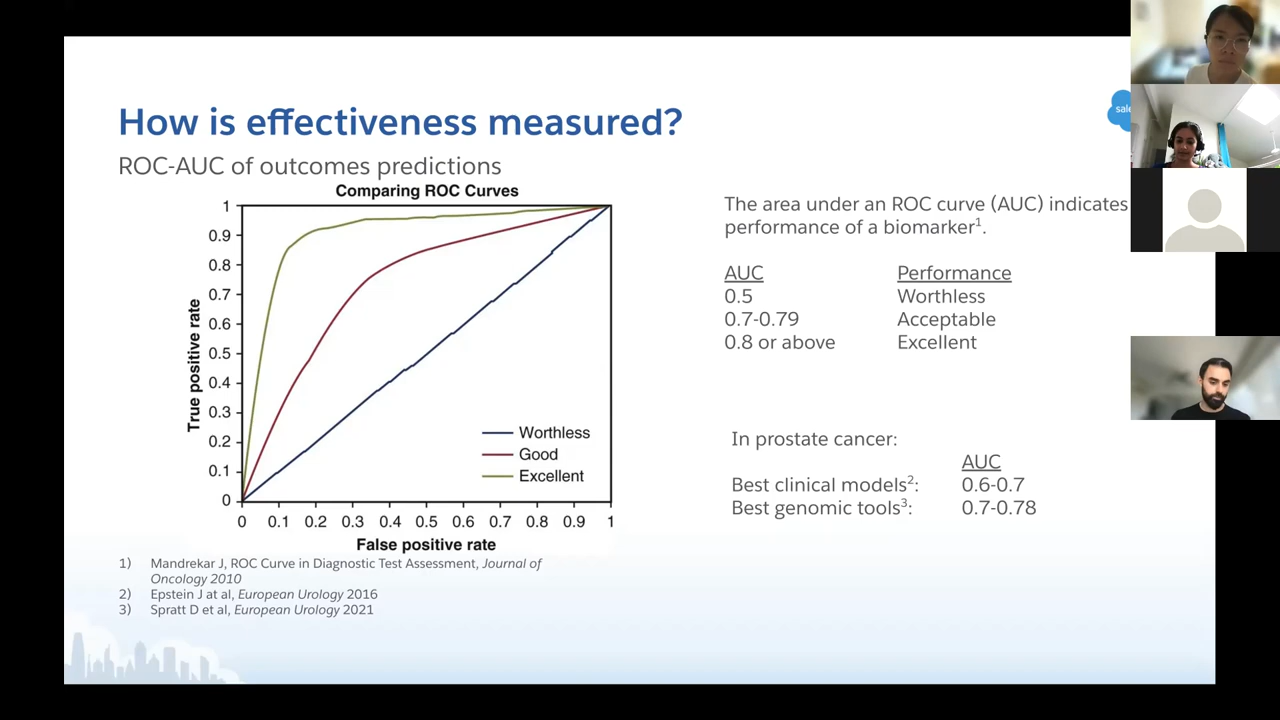 How is effectiveness measured?
sale
ROC-AUC of outcomes predictions
Comparing ROC Curves
1
0.9
0.8
0.7
0.6
0.5
0.4
0.3
0.2
0.1
0
True positive rate
Worthless
Good
Excellent
0 0.1 0.2 0.3 0.4 0.5 0.6 0.7 0.8 0.9 1
False positive rate
The area under an ROC curve (AUC) indicates
performance of a biomarker1.
AUC Performance
0.5 Worthless
0.7-0.79 Acceptable
0.8 or above Excellent
In prostate cancer:
AUC
Best clinical models2: 0.6-0.7
Best genomic tools3: 0.7-0.78
1) Mandrekar J, ROC Curve in Diagnostic Test Assessment, Journal of
Oncology 2010
2) Epstein J at al, European Urology 2016
3) Spratt D et al, European Urology 2021